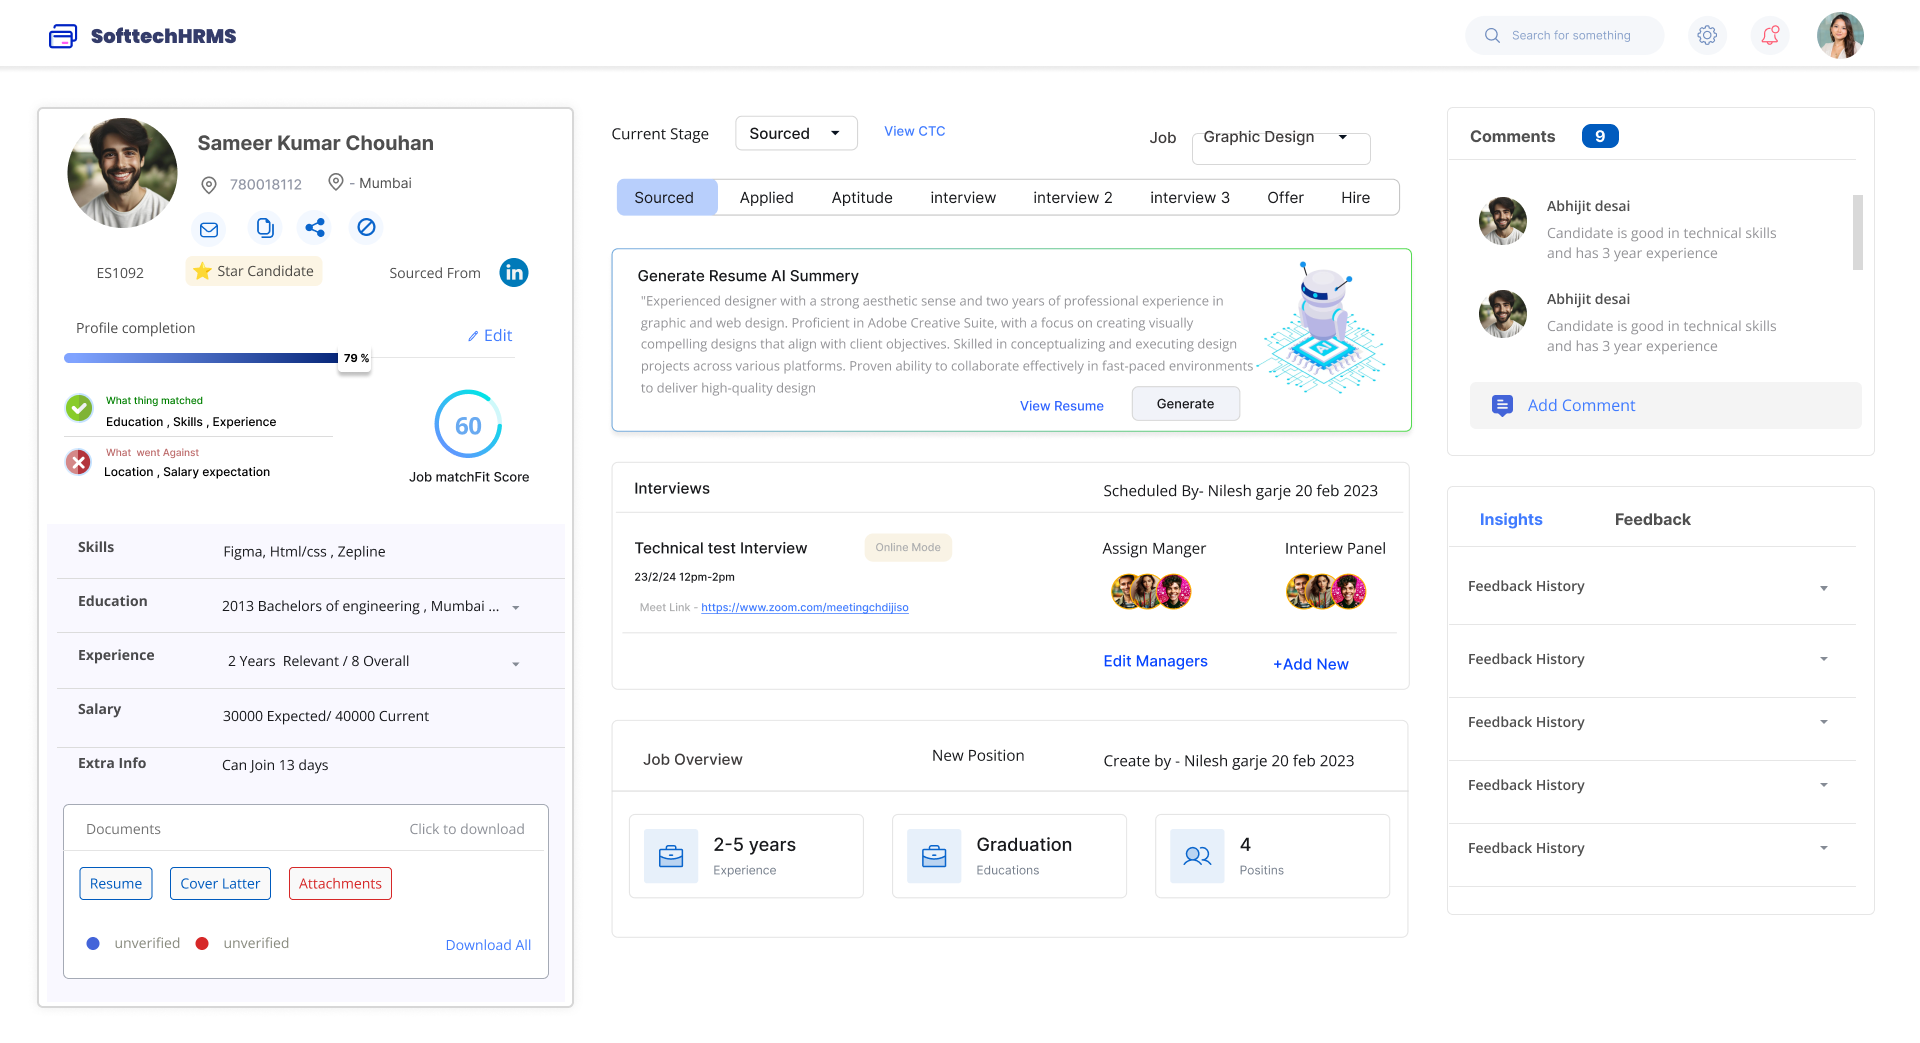 SofttechHRMS
Search for something
Sameer Kumar Chouhan
780018112
- Mumbai
ES1092
Star Candidate
Sourced From
in
Profile completion
Edit
79 %
What thing matched
Education , Skills , Experience
What went Against
Location , Salary expectation
60
Job matchFit Score
Skills
Figma, Html/css , Zepline
Education
2013 Bachelors of engineering , Mumbai ...
Experience
2 Years Relevant / 8 Overall
Salary
30000 Expected/ 40000 Current
Extra Info
Can Join 13 days
Documents
Click to download
Resume
Cover Latter
Attachments
unverified
unverified
Download All
Current Stage
Sourced
View CTC
Job
Graphic Design
Sourced
Applied
Aptitude
interview
interview 2
interview 3
Offer
Hire
Generate Resume AI Summery
"Experienced designer with a strong aesthetic sense and two years of professional experience in
graphic and web design. Proficient in Adobe Creative Suite, with a focus on creating visually
compelling designs that align with client objectives. Skilled in conceptualizing and executing design
projects across various platforms. Proven ability to collaborate effectively in fast-paced environments
to deliver high-quality design
View Resume
Generate
Interviews
Scheduled By- Nilesh garje 20 feb 2023
Technical test Interview
Online Mode
Assign Manger
Interiew Panel
23/2/24 12pm-2pm
Meet Link - https://www.zoom.com/meetingchdijiso
Edit Managers
+Add New
Job Overview
New Position
Create by - Nilesh garje 20 feb 2023
2-5 years
Experience
Graduation
Educations
4
Positins
Comments
9
Abhijit desai
Candidate is good in technical skills
and has 3 year experience
Abhijit desai
Candidate is good in technical skills
and has 3 year experience
Add Comment
Insights
Feedback
Feedback History
Feedback History
Feedback History
Feedback History
Feedback History